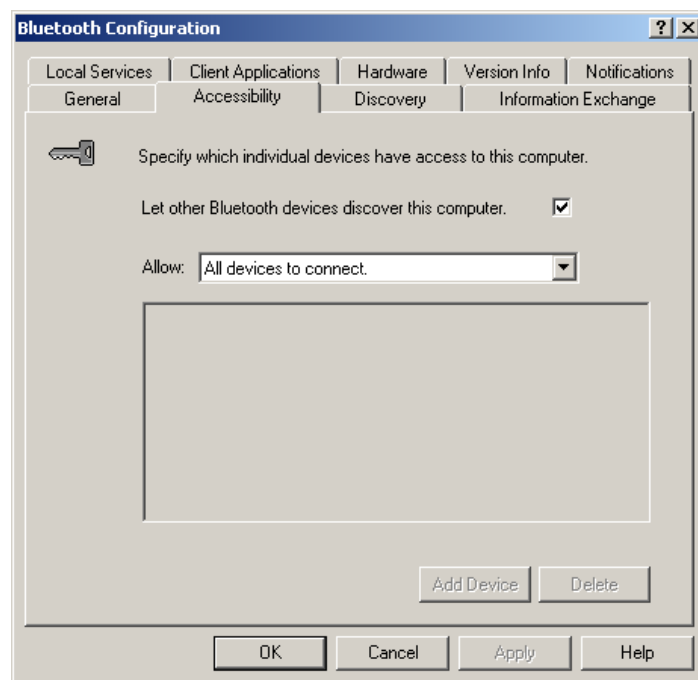 Bluetooth Configuration
Local Services Client Applications Hardware Version Info Notifications
General Accessibility Discovery Information Exchange
Specify which individual devices have access to this computer.
Let other Bluetooth devices discover this computer.
Allow: All devices to connect.
Add Device Delete
OK Cancel Apply Help